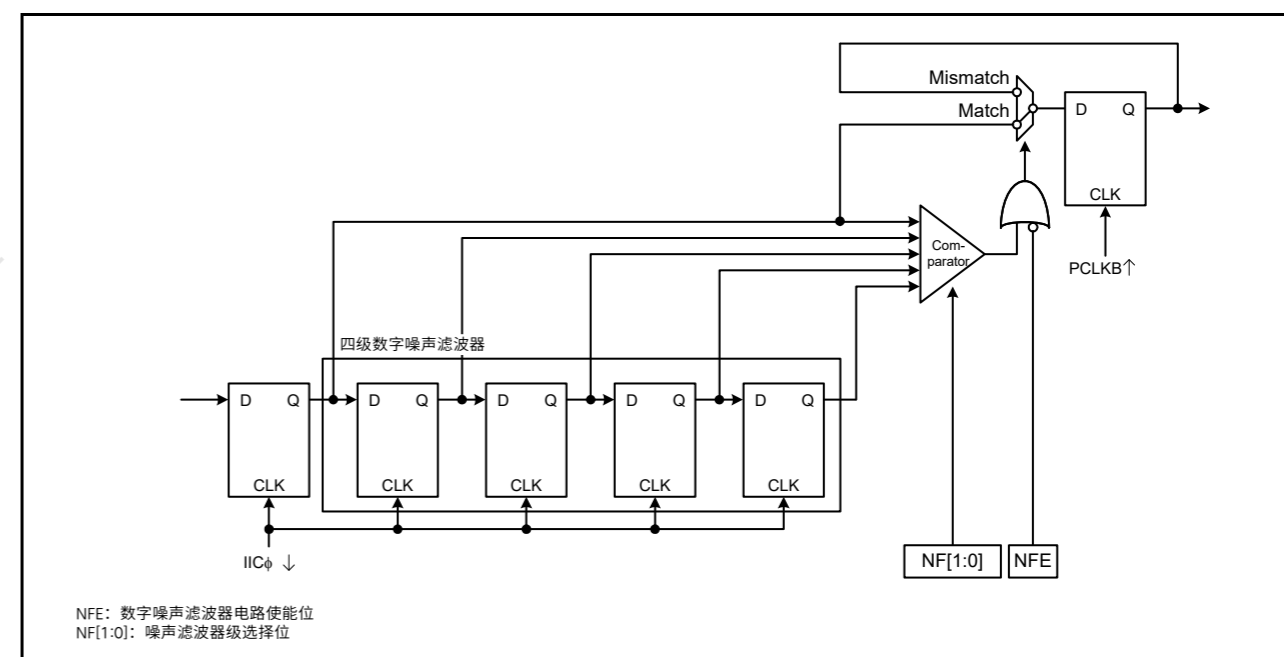 Mismatch
Match
D Q
CLK
PCLKB↑
Com-
parator
四级数字噪声滤波器
D Q
CLK
D Q
CLK
D Q
CLK
D Q
CLK
D Q
CLK
IICϕ ↓
NF[1:0]
NFE
NFE：数字噪声滤波器电路使能位
NF[1:0]：噪声滤波器级选择位